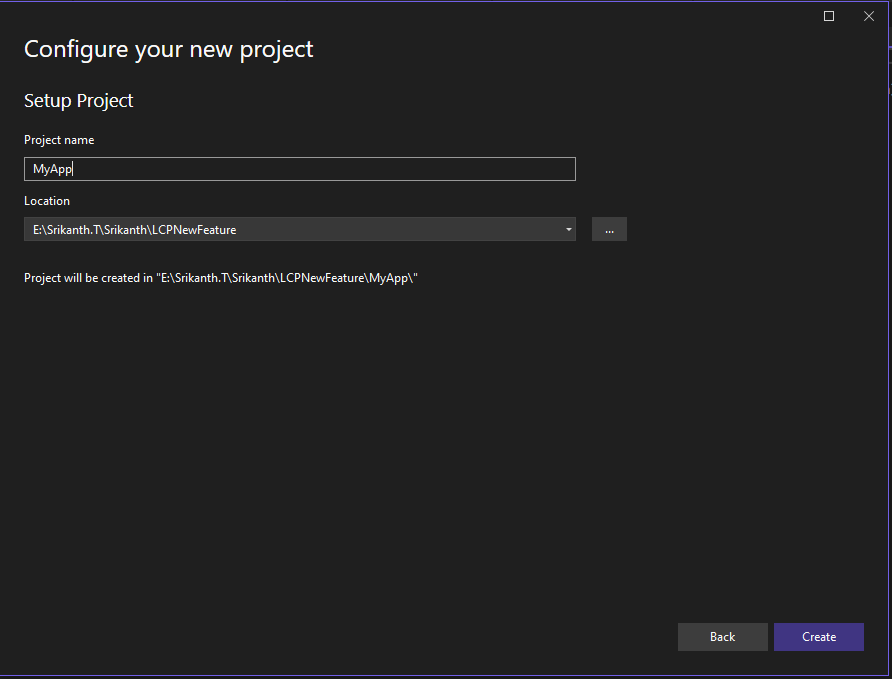 Configure your new project
Setup Project
Project name
MyApp
Location
E:\Srikanth.T\Srikanth\LCPNewFeature
...
Project will be created in "E:\Srikanth.T\Srikanth\LCPNewFeature\MyApp\"
Back
Create